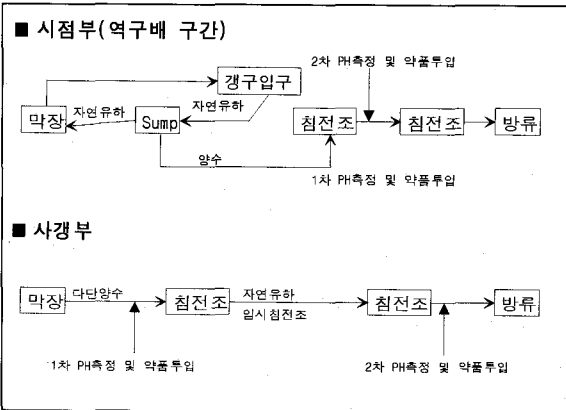 ■ 시점부(역구배 구간)
2차 PH측정 및 약품투입
갱구입구
자연유하
자연유하
막장
Sump
침전조
침전조
방류
양수
1차 PH측정 및 약품투입
■ 사갱부
막장
다단양수
침전조
자연유하
임시침전조
침전조
방류
1차 PH측정 및 약품투입
2차 PH측정 및 약품투입